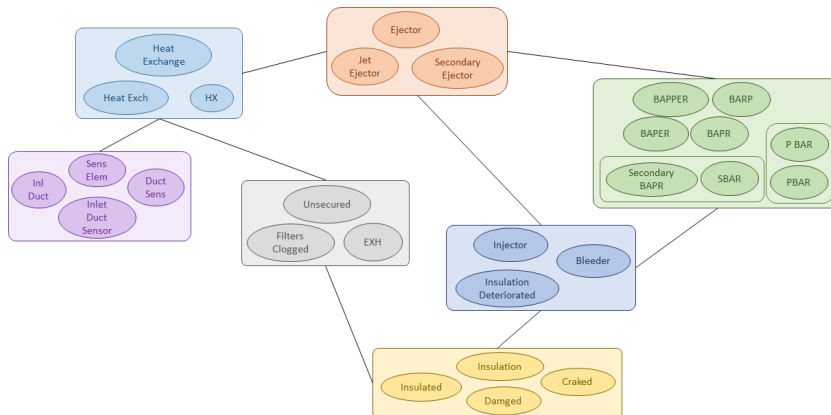 Heat
Exchange
Heat Exch
HX
Ejector
Jet
Ejector
Secondary
Ejector
BAPPER
BARP
BAPER
BAPR
P BAR
Secondary
BAPR
SBAR
PBAR
Sens
Elem
Inl
Duct
Duct
Sens
Inlet
Duct
Sensor
Unsecured
Filters
Clogged
EXH
Injector
Bleeder
Insulation
Deteriorated
Insulation
Insulated
Craked
Damged